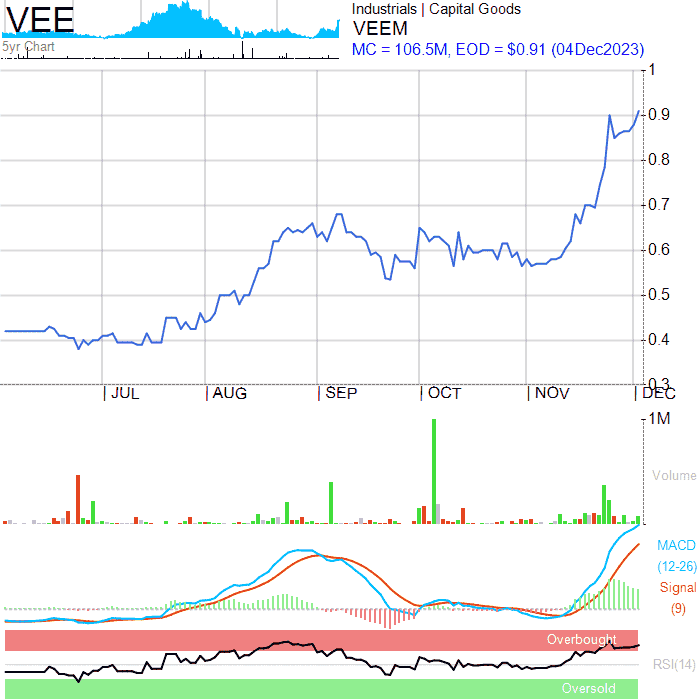 VEE
5yr Chart
Industrials | Capital Goods
VEEM
MC = 106.5M, EOD = $0.91 (04Dec2023)
1
0.9
0.8
0.7
0.6
0.5
0.4
0.3
JUL AUG SEP OCT NOV DEC
1M
Volume
MACD
(12-26)
Signal
(9)
Overbought
RSI(14)
Oversold